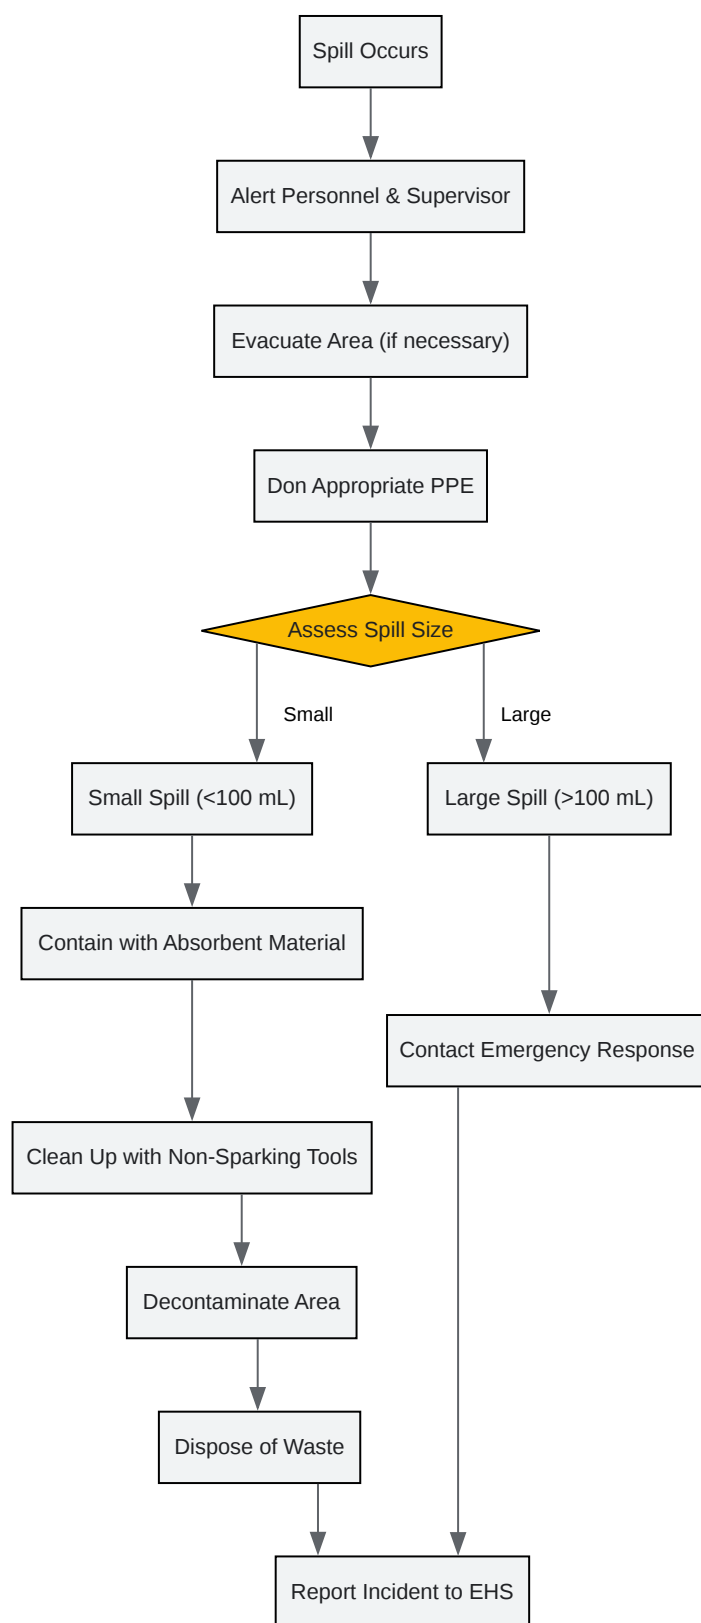 Spill Occurs
Alert Personnel & Supervisor
Evacuate Area (if necessary)
Don Appropriate PPE
Assess Spill Size
Small
Large
Small Spill (<100 mL)
Large Spill (>100 mL)
Contain with Absorbent Material
Contact Emergency Response
Clean Up with Non-Sparking Tools
Decontaminate Area
Dispose of Waste
Report Incident to EHS